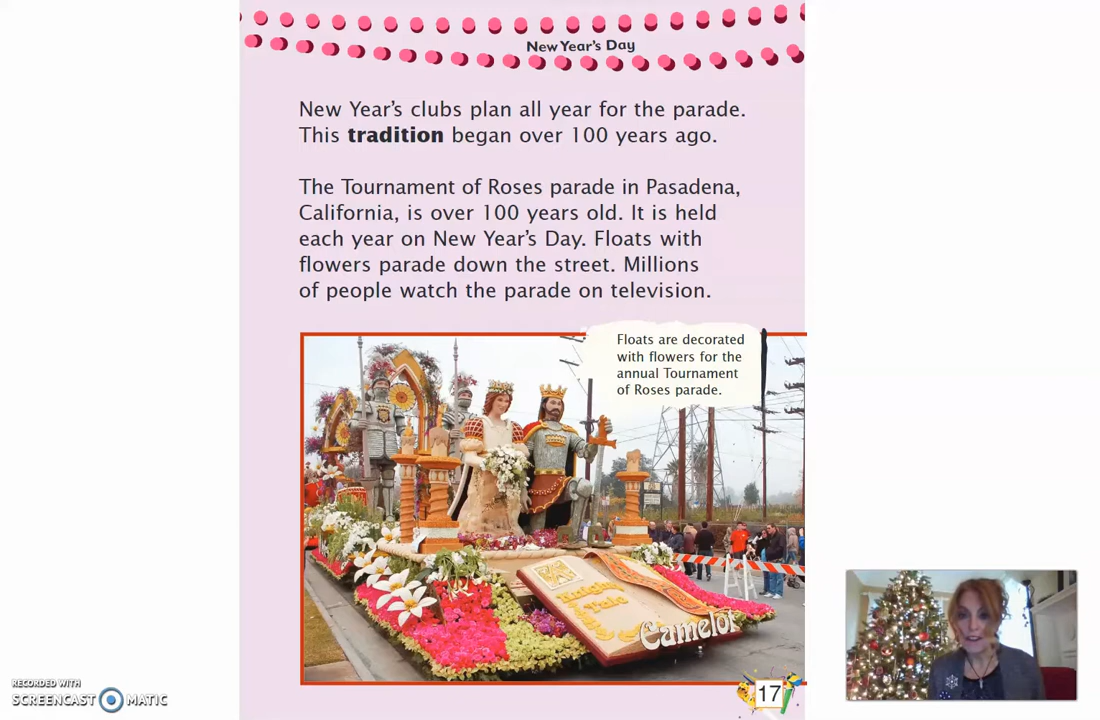 New Year's Day
New Year's clubs plan all year for the parade.
This tradition began over 100 years ago.
The Tournament of Roses parade in Pasadena,
California, is over 100 years old. It is held
each year on New Year's Day. Floats with
flowers parade down the street. Millions
of people watch the parade on television.
Floats are decorated
with flowers for the
annual Tournament
of Roses parade.
Camelot
17
RECORDED WITH
SCREENCAST MATIC